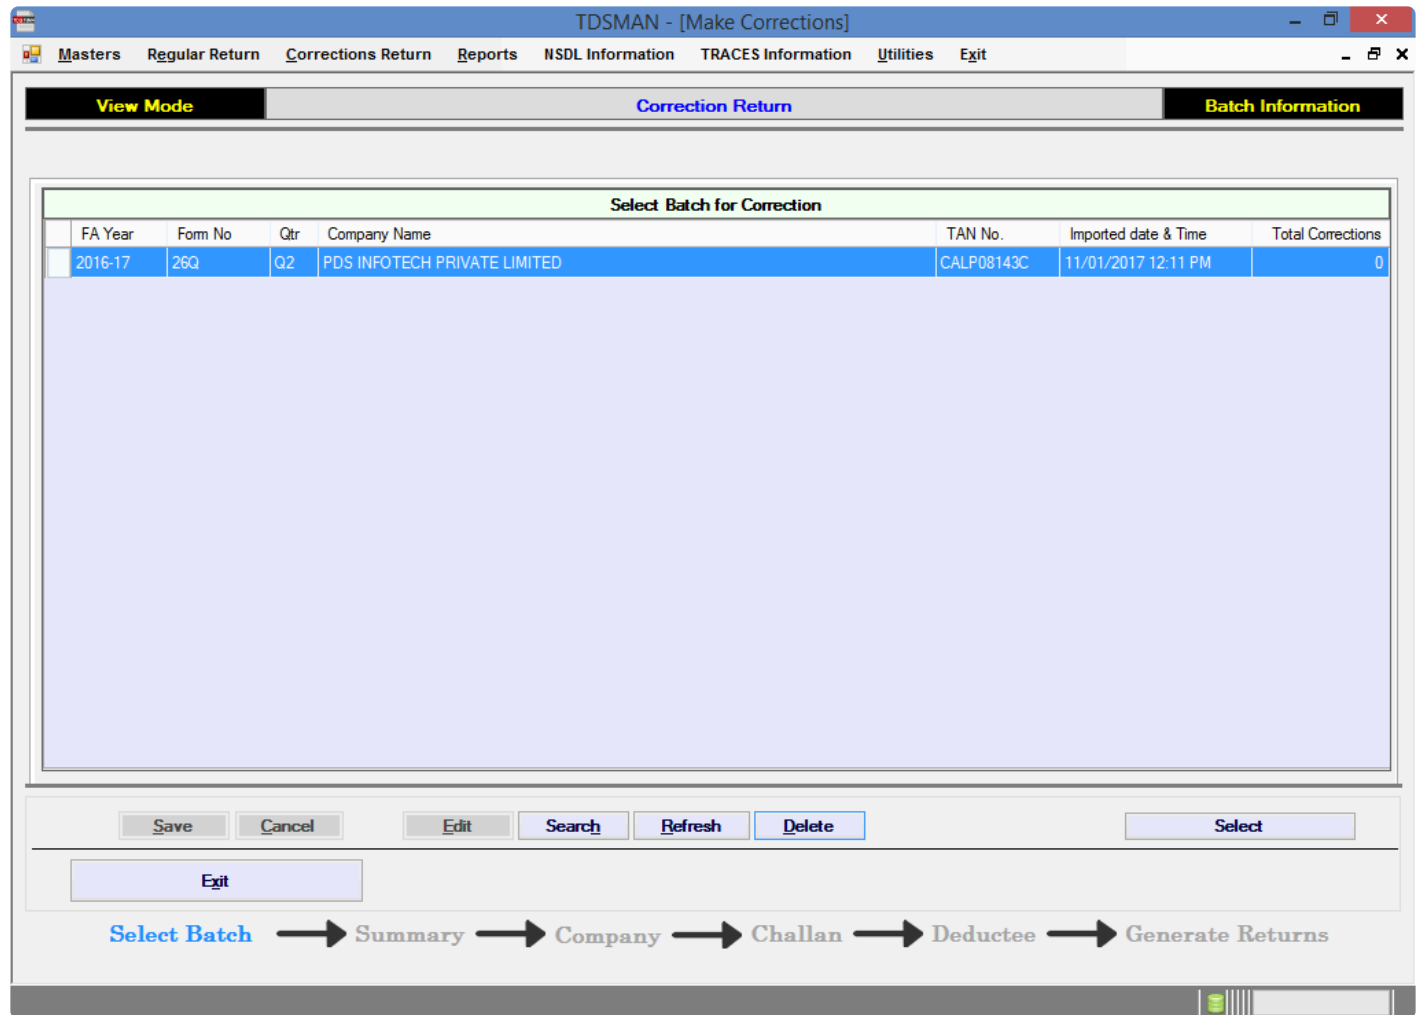 TDSMAN - [Make Corrections]
Masters Regular Return Corrections Return Reports NSDL Information TRACES Information Utilities Exit
View Mode Correction Return Batch Information
Select Batch for Correction
FA Year Form No Qtr Company Name TAN No. Imported date & Time Total Corrections
2016-17 26Q Q2 PDS INFOTECH PRIVATE LIMITED CALP08143C 11/01/2017 12:11 PM 0
Save Cancel Edit Search Refresh Delete Select
Exit
Select Batch Summary Company Challan Deductee Generate Returns